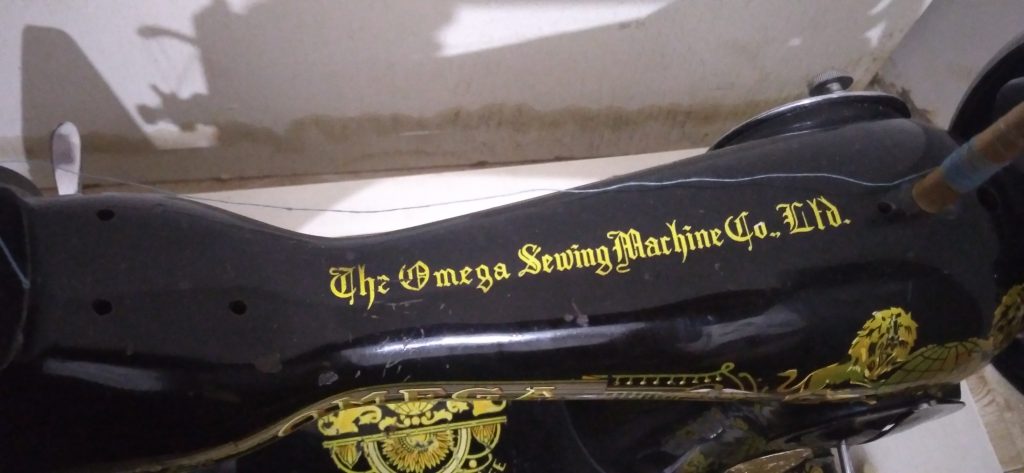 The Omega Sewing Machine Co., Ltd.
OMEGA